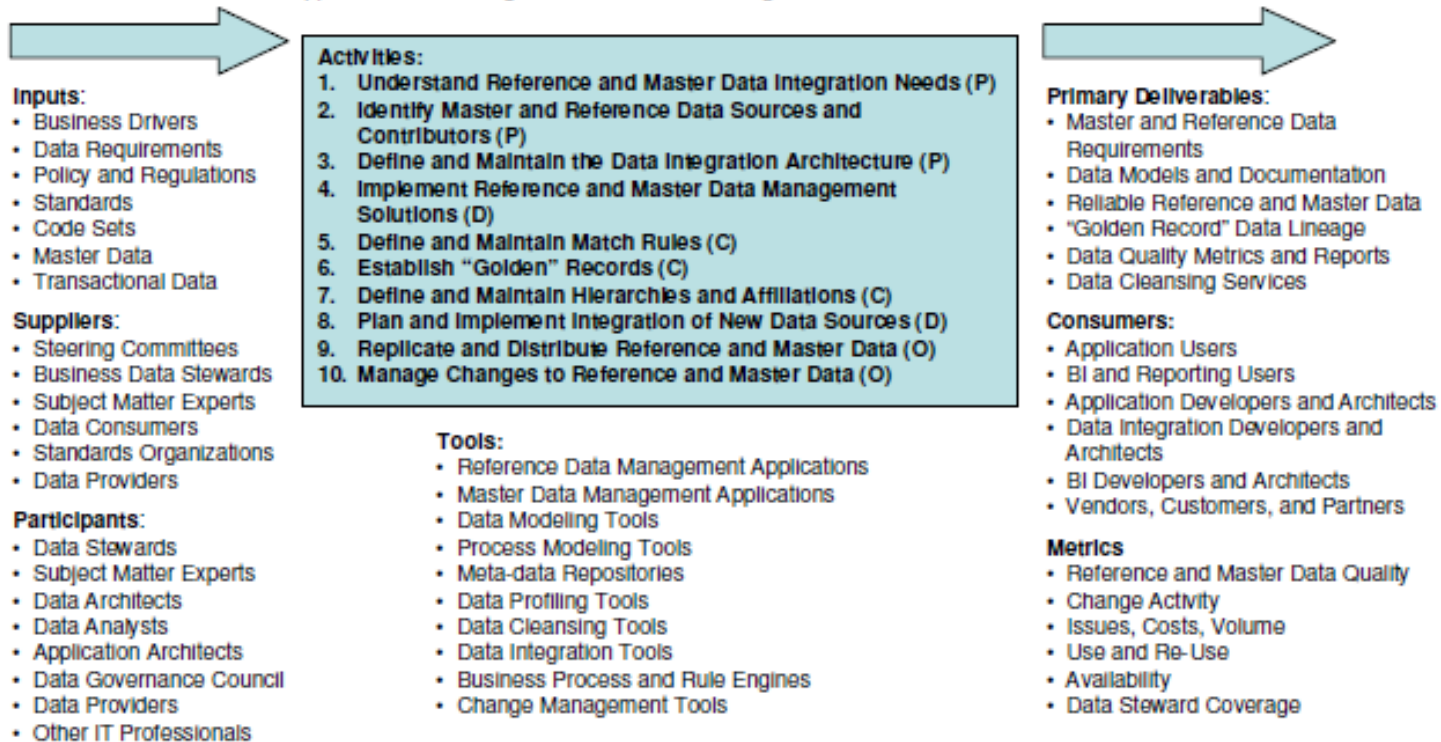 Inputs:
• Business Drivers
• Data Requirements
• Policy and Regulations
• Standards
• Code Sets
• Master Data
• Transactional Data
Suppliers:
• Steering Committees
• Business Data Stewards
• Subject Matter Experts
• Data Consumers
• Standards Organizations
• Data Providers
Participants:
• Data Stewards
• Subject Matter Experts
• Data Architects
• Data Analysts
• Application Architects
• Data Governance Council
• Data Providers
• Other IT Professionals
Activities:
1. Understand Reference and Master Data Integration Needs (P)
2. Identify Master and Reference Data Sources and
Contributors (P)
3. Define and Maintain the Data Integration Architecture (P)
4. Implement Reference and Master Data Management
Solutions (D)
5. Define and Maintain Match Rules (C)
6. Establish “Golden” Records (C)
7. Define and Maintain Hierarchies and Affiliations (C)
8. Plan and Implement Integration of New Data Sources (D)
9. Replicate and Distribute Reference and Master Data (O)
10. Manage Changes to Reference and Master Data (O)
Tools:
• Reference Data Management Applications
• Master Data Management Applications
• Data Modeling Tools
• Process Modeling Tools
• Meta-data Repositories
• Data Profiling Tools
• Data Cleansing Tools
• Data Integration Tools
• Business Process and Rule Engines
• Change Management Tools
Primary Deliverables:
• Master and Reference Data
Requirements
• Data Models and Documentation
• Reliable Reference and Master Data
• “Golden Record” Data Lineage
• Data Quality Metrics and Reports
• Data Cleansing Services
Consumers:
• Application Users
• BI and Reporting Users
• Application Developers and Architects
• Data Integration Developers and
Architects
• BI Developers and Architects
• Vendors, Customers, and Partners
Metrics
• Reference and Master Data Quality
• Change Activity
• Issues, Costs, Volume
• Use and Re-Use
• Availability
• Data Steward Coverage